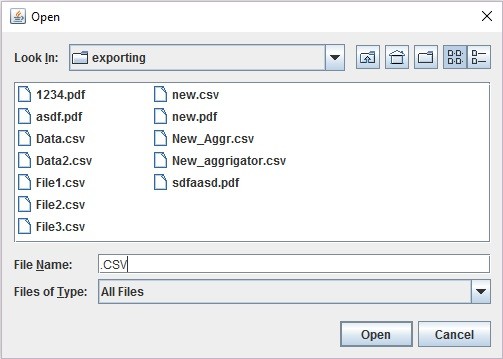 Open
Look In: exporting
1234.pdf
asdf.pdf
Data.csv
Data2.csv
File1.csv
File2.csv
File3.csv
new.csv
new.pdf
New_Aggr.csv
New_aggrigator.csv
sdfaasd.pdf
File Name: .CSV
Files of Type: All Files
Open Cancel